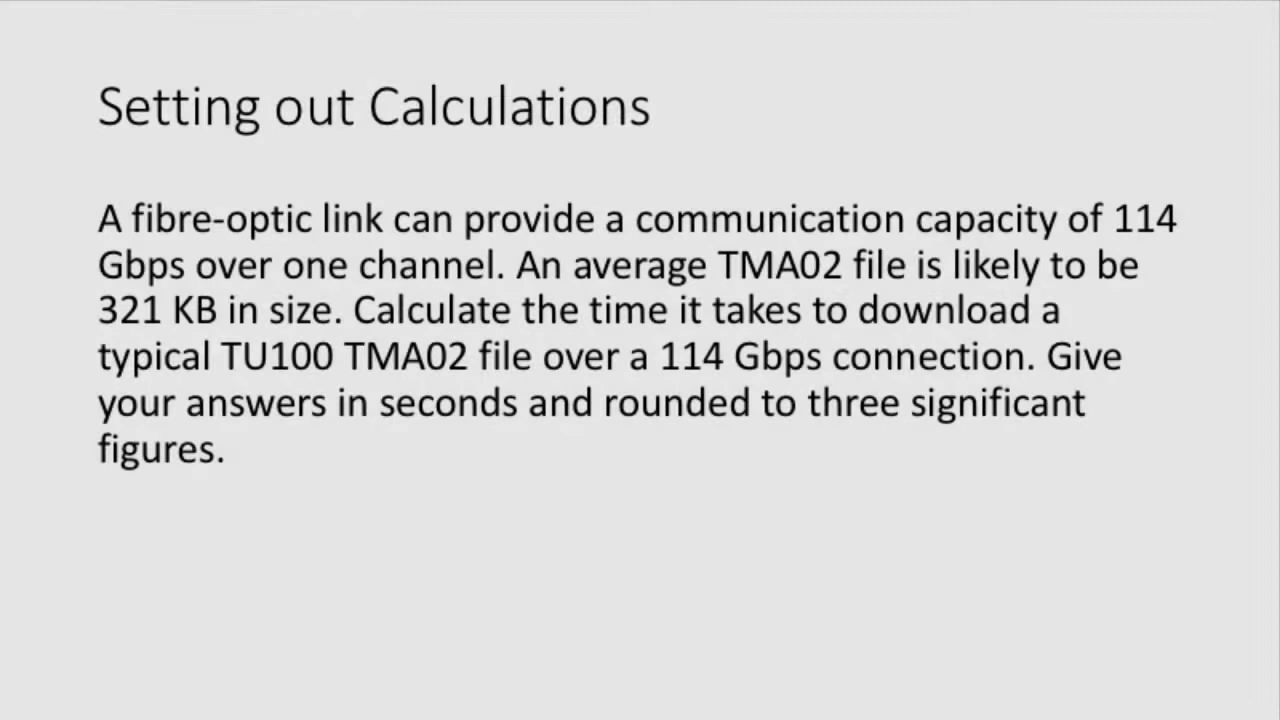 Setting out Calculations
A fibre-optic link can provide a communication capacity of 114
Gbps over one channel. An average TMA02 file is likely to be
321 KB in size. Calculate the time it takes to download a
typical TU100 TMA02 file over a 114 Gbps connection. Give
your answers in seconds and rounded to three significant
figures.